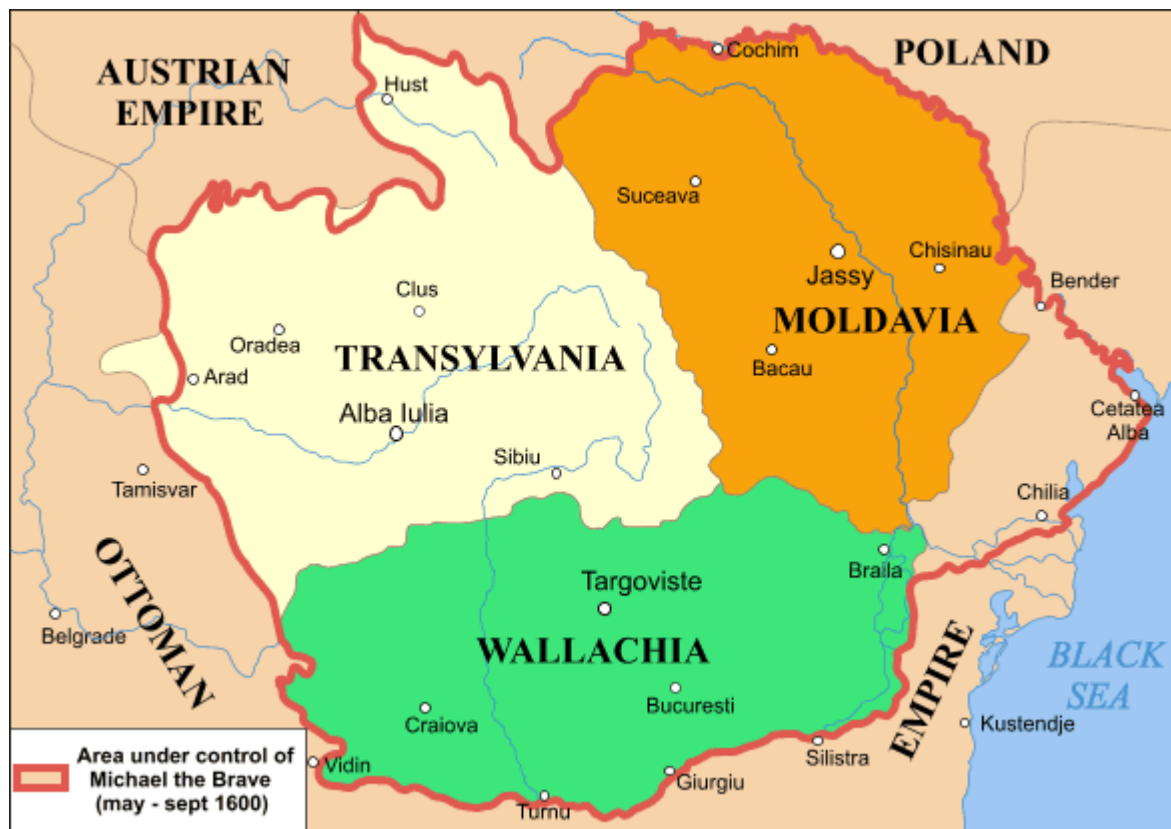 AUSTRIAN
EMPIRE
POLAND
Cochim
Hust
Suceava
Chisinau
Jassy
Bender
MOLDAVIA
Clus
Oradea
TRANSYLVANIA
Bacau
Arad
Cetatea
Alba
Alba Iulia
Sibiu
Tamisvar
Chilia
OTTOMAN
Braila
Targoviste
Belgrade
WALLACHIA
BLACK
SEA
EMPIRE
Bucuresti
Craiova
Kustendje
Silistra
Vidin
Giurgiu
Turnu
Area under control of
Michael the Brave
(may - sept 1600)